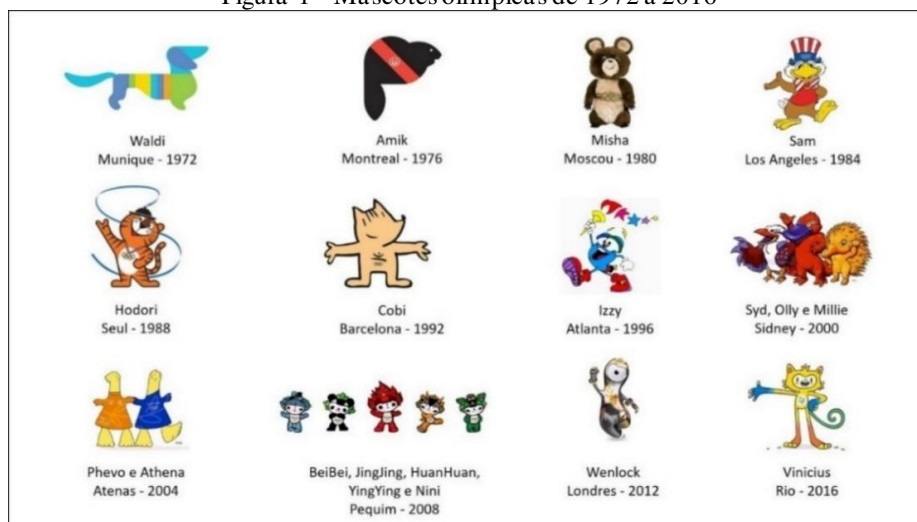 Figura 1 – Mascotes olímpicas de 1972 a 2016
Waldi
Munique - 1972
Amik
Montreal - 1976
Misha
Moscou - 1980
Sam
Los Angeles - 1984
Hodori
Seul - 1988
Cobi
Barcelona - 1992
Izzy
Atlanta - 1996
Syd, Olly e Millie
Sidney - 2000
Phevo e Athena
Atenas - 2004
BeiBei, JingJing, HuanHuan,
YingYing e Nini
Pequim - 2008
Wenlock
Londres - 2012
Vinicius
Rio - 2016